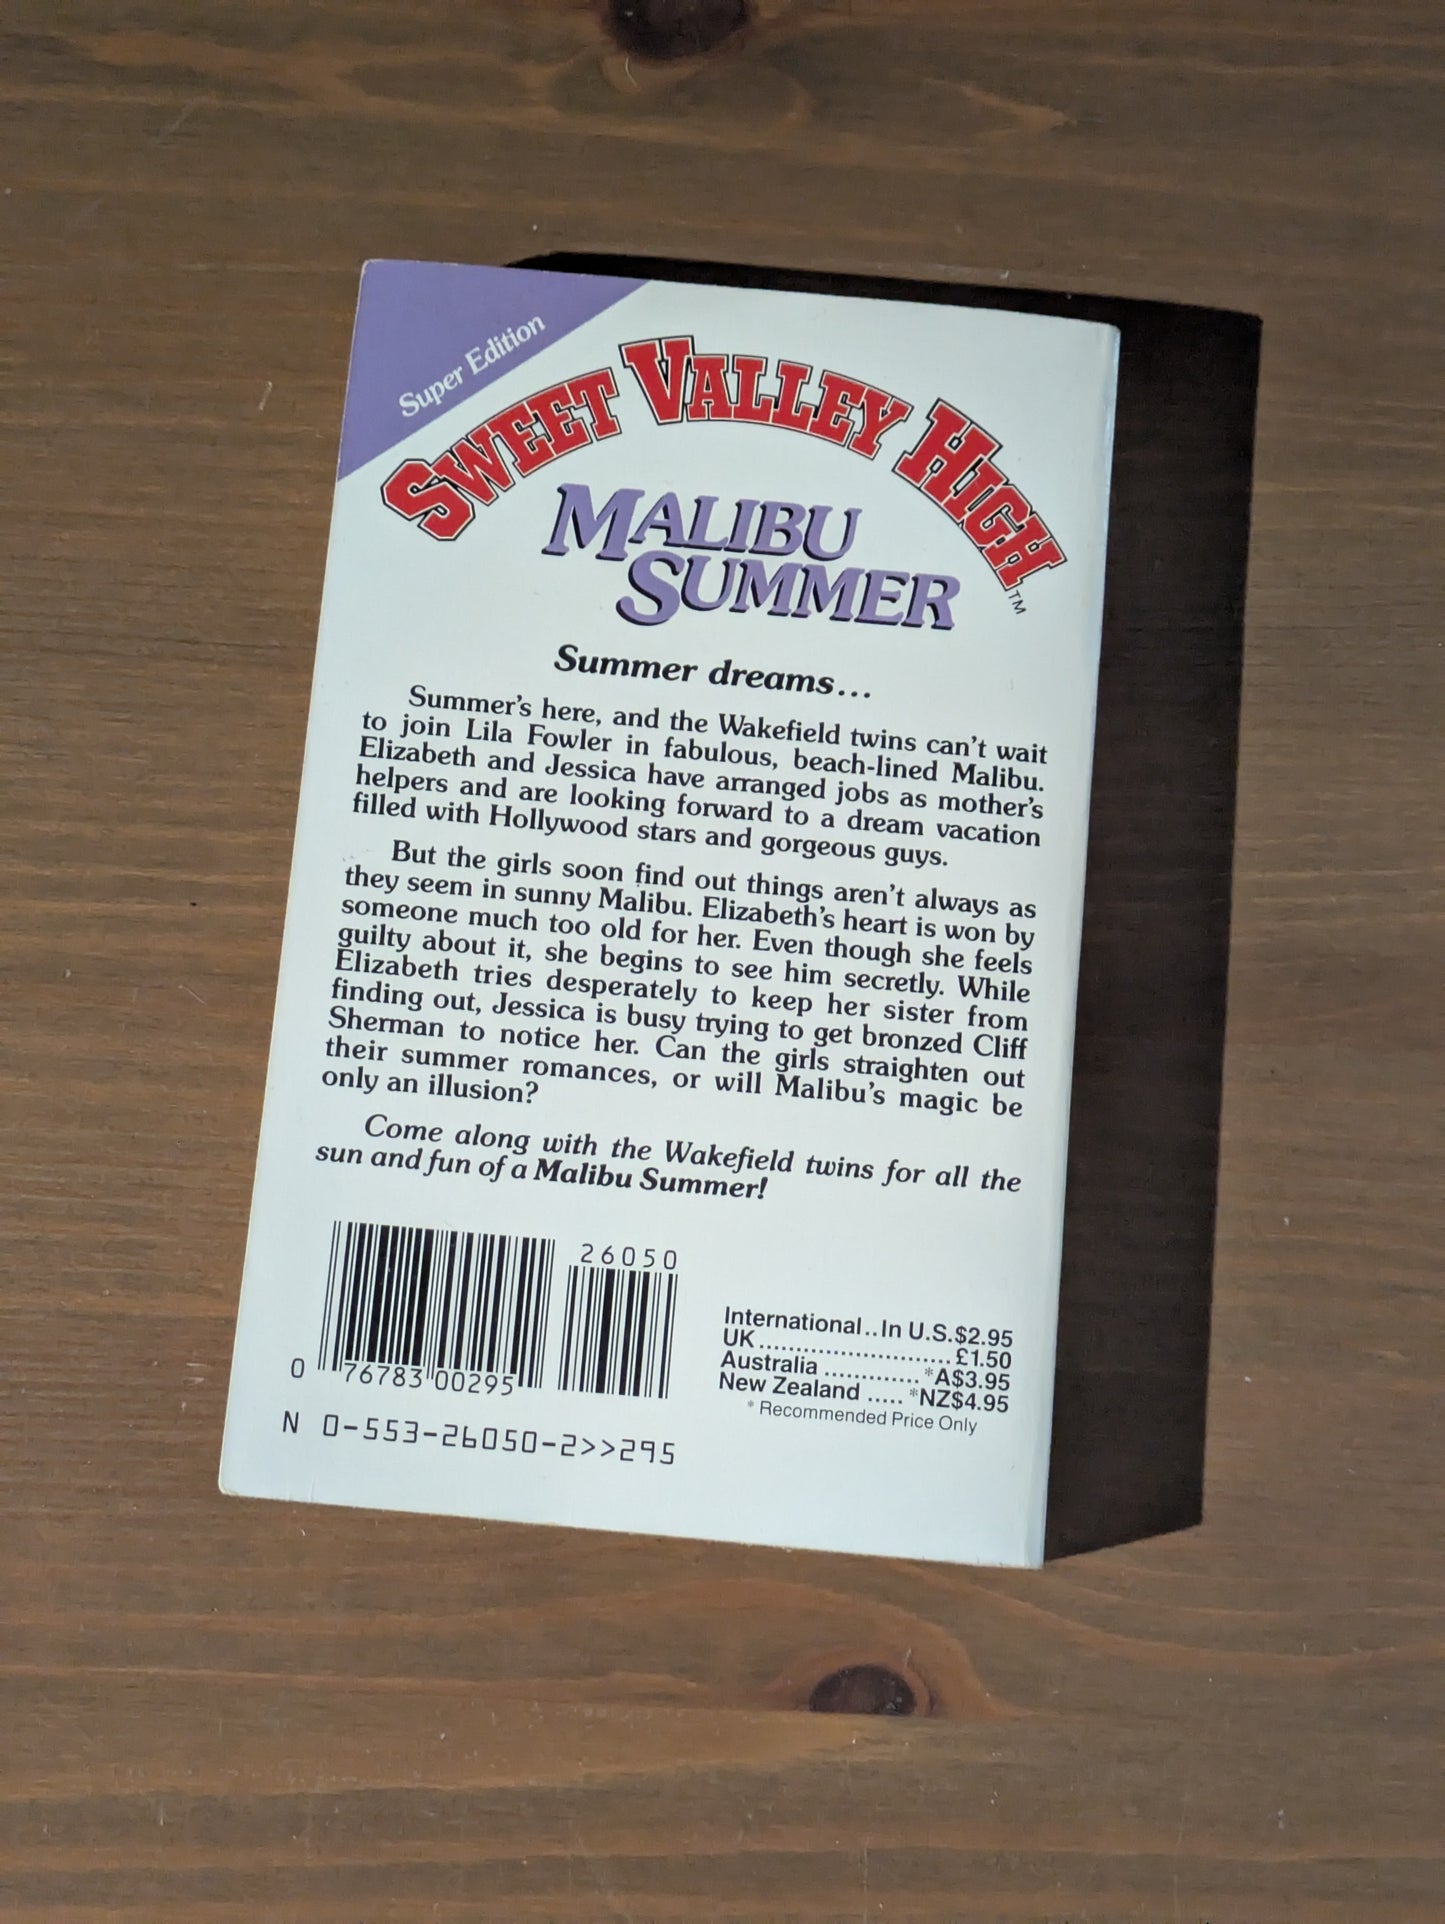 Super Edition
SWEET VALLEY HIGH™
MALIBU
SUMMER
Summer dreams...
Summer's here, and the Wakefield twins can't wait
to join Lila Fowler in fabulous, beach-lined Malibu.
Elizabeth and Jessica have arranged jobs as mother's
helpers and are looking forward to a dream vacation
filled with Hollywood stars and gorgeous guys.
But the girls soon find out things aren't always as
they seem in sunny Malibu. Elizabeth's heart is won by
someone much too old for her. Even though she feels
guilty about it, she begins to see him secretly. While
Elizabeth tries desperately to keep her sister from
finding out, Jessica is busy trying to get bronzed Cliff
Sherman to notice her. Can the girls straighten out
their summer romances, or will Malibu's magic be
only an illusion?
Come along with the Wakefield twins for all the
sun and fun of a Malibu Summer!
26050
0 76783 00295
N 0-553-26050-2>>295
International..In U.S.$2.95
UK..........................£1.50
Australia .............*A$3.95
New Zealand .....*NZ$4.95
* Recommended Price Only